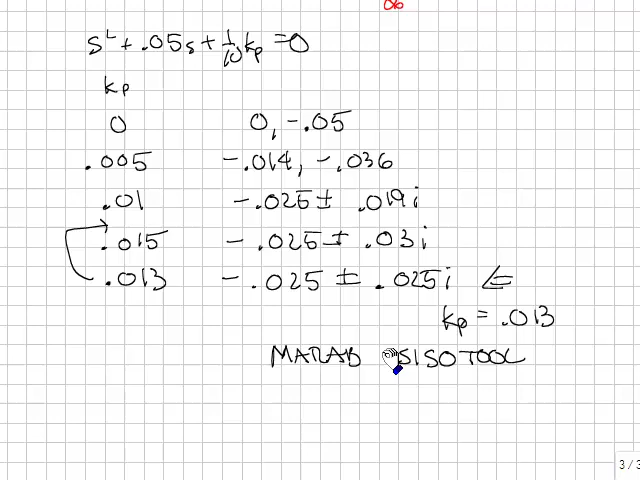 06
s² + .05s + 1/10 kp = 0
kp
0 0, -.05
.005 -.014, -.036
.01 -.025 ± .019i
.015 -.025 ± .03i
.013 -.025 ± .025i ⇐
kp = .013
MATLAB SISOTOOL
3 / 3